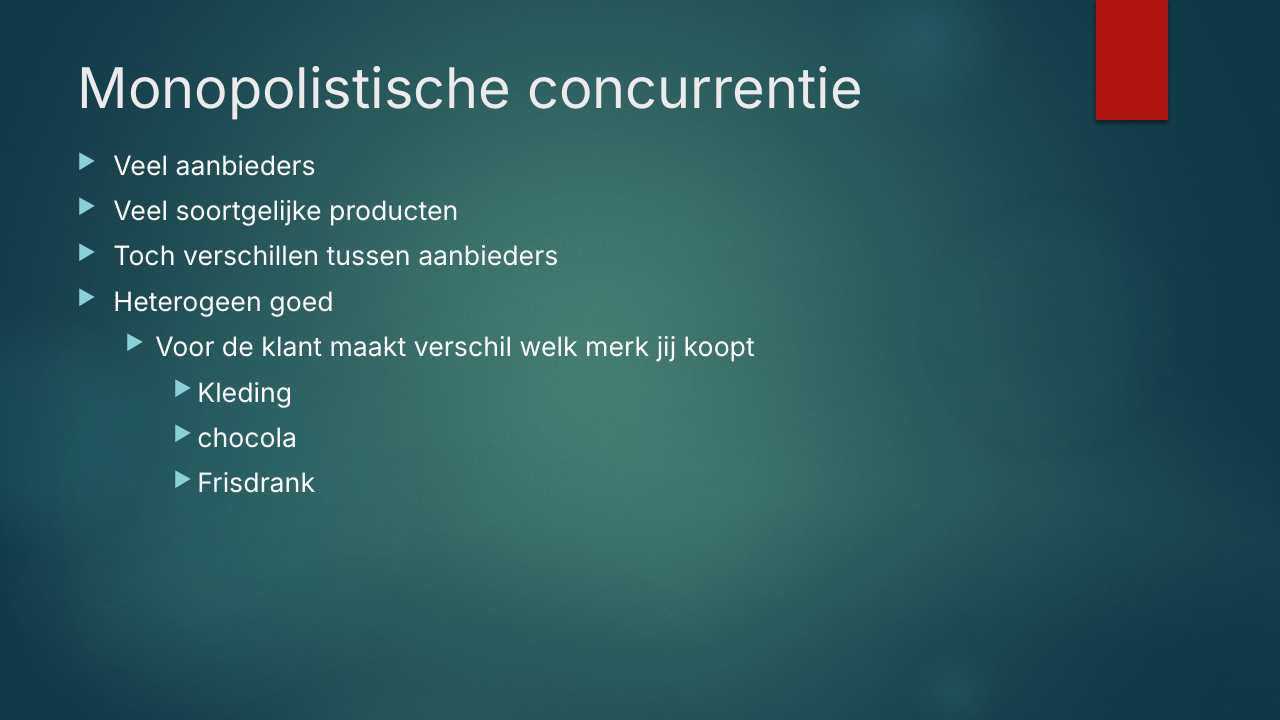 Monopolistische concurrentie
Veel aanbieders
Veel soortgelijke producten
Toch verschillen tussen aanbieders
Heterogeen goed
Voor de klant maakt verschil welk merk jij koopt
Kleding
chocola
Frisdrank